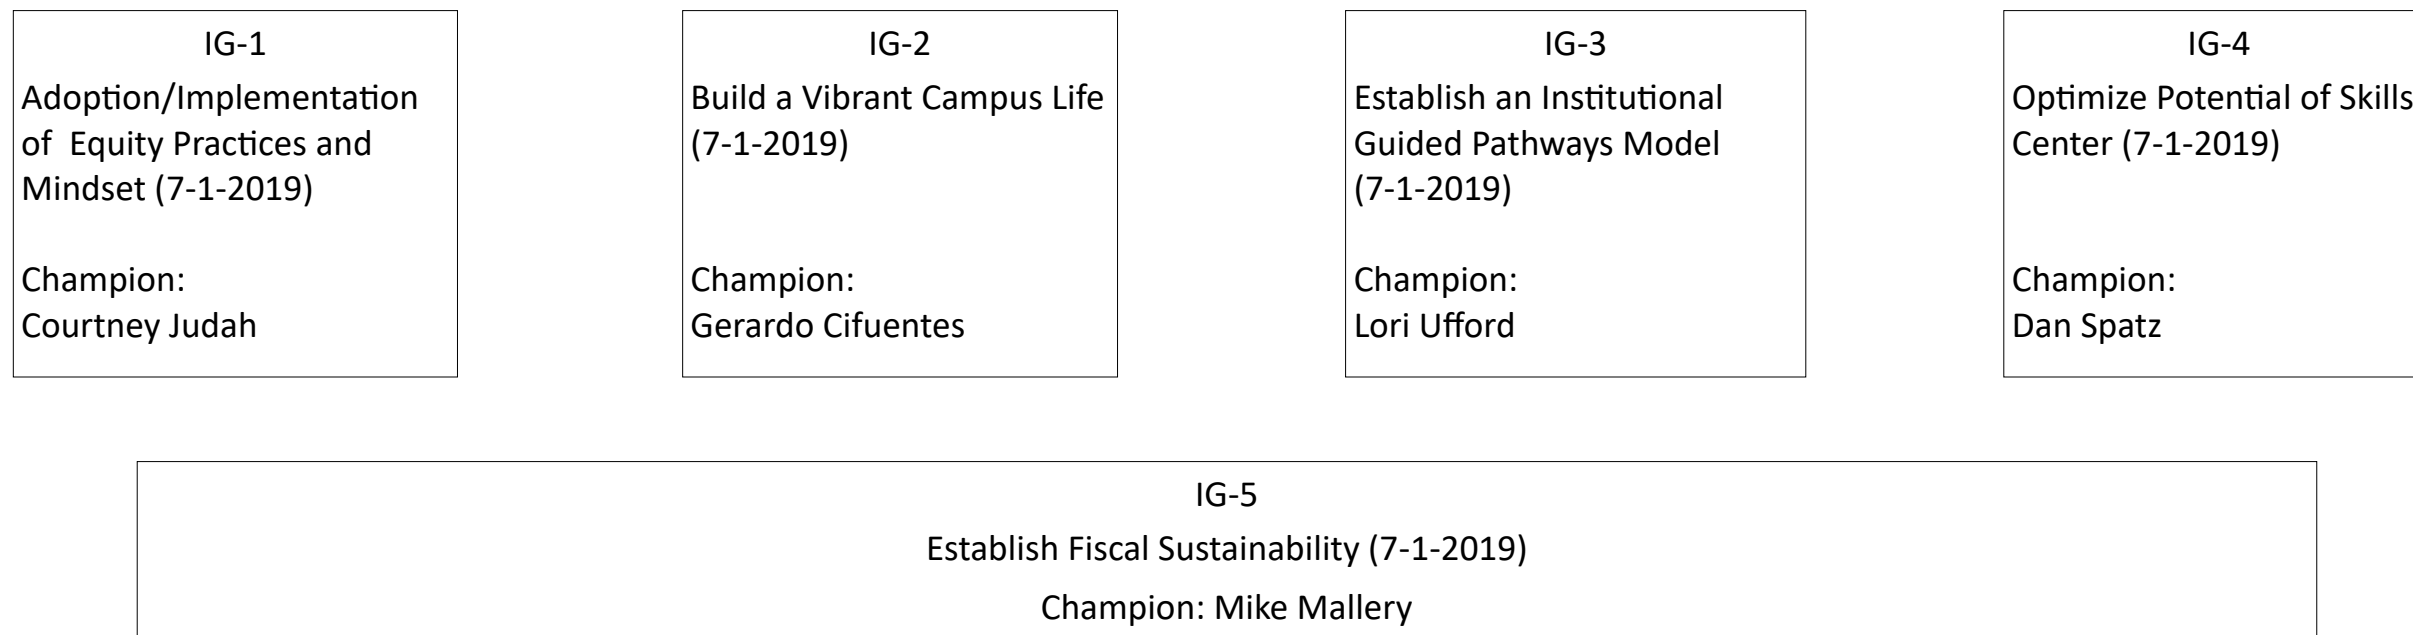 IG-1
Adoption/Implementation
of  Equity Practices and
Mindset (7-1-2019)
Champion:
Courtney Judah
IG-2
Build a Vibrant Campus Life
(7-1-2019)
Champion:
Gerardo Cifuentes
IG-3
Establish an Institutional
Guided Pathways Model
(7-1-2019)
Champion:
Lori Ufford
IG-4
Optimize Potential of Skills
Center (7-1-2019)
Champion:
Dan Spatz
IG-5
Establish Fiscal Sustainability (7-1-2019)
Champion: Mike Mallery